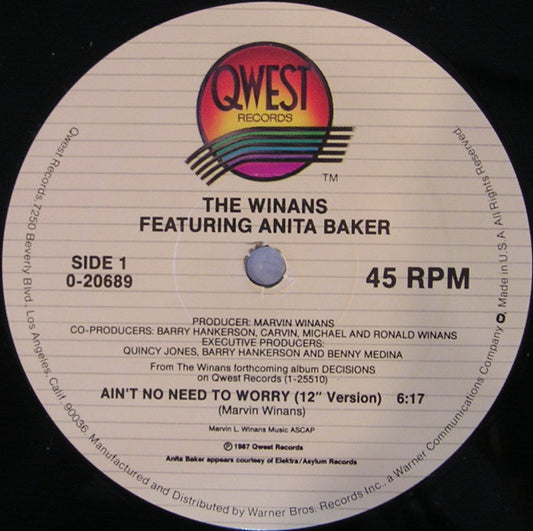 QWEST
RECORDS
TM
THE WINANS
FEATURING ANITA BAKER
SIDE 1
0-20689
45 RPM
PRODUCER: MARVIN WINANS
CO-PRODUCERS: BARRY HANKERSON, CARVIN, MICHAEL AND RONALD WINANS
EXECUTIVE PRODUCERS:
QUINCY JONES, BARRY HANKERSON AND BENNY MEDINA
From The Winans forthcoming album DECISIONS
on Qwest Records (1-25510)
AIN'T NO NEED TO WORRY (12" Version) 6:17
(Marvin Winans)
Marvin L. Winans Music ASCAP
℗ 1987 Qwest Records
Anita Baker appears courtesy of Elektra/Asylum Records
Qwest Records, 7250 Beverly Blvd., Los Angeles, Calif. 90036, Manufactured and Distributed by Warner Bros. Records Inc., a Warner Communications Company, Made in U.S.A. All Rights Reserved.